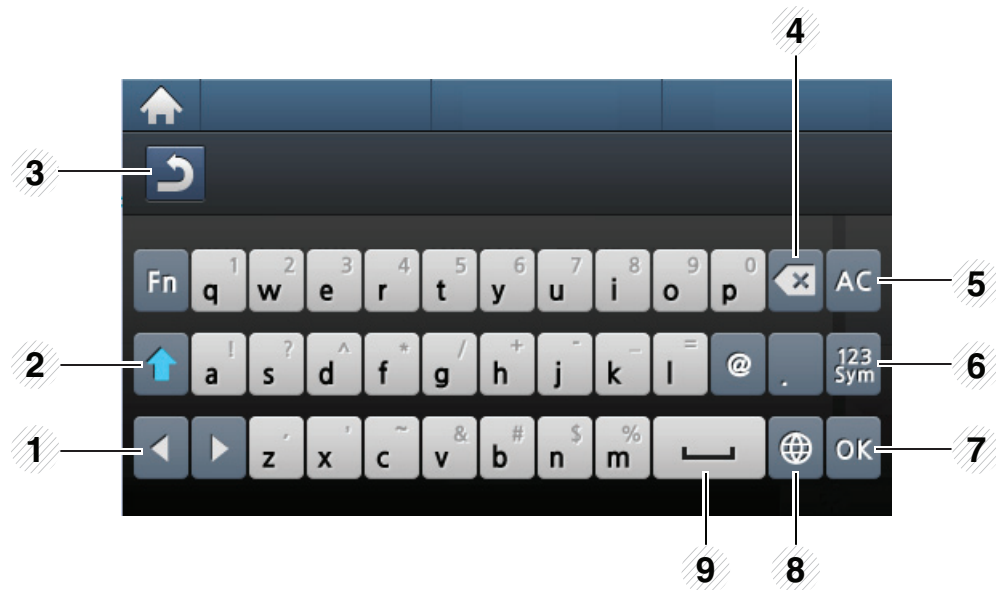 4
3
Fn q 1 w 2 e 3 r 4 t 5 y 6 u 7 i 8 o 9 p 0 AC
5
2
a ! s ? d ^ f * g / h + j - k _ l = @ . 123 Sym
6
1
z , x ' c ~ v & b # n $ m % OK
7
9 8